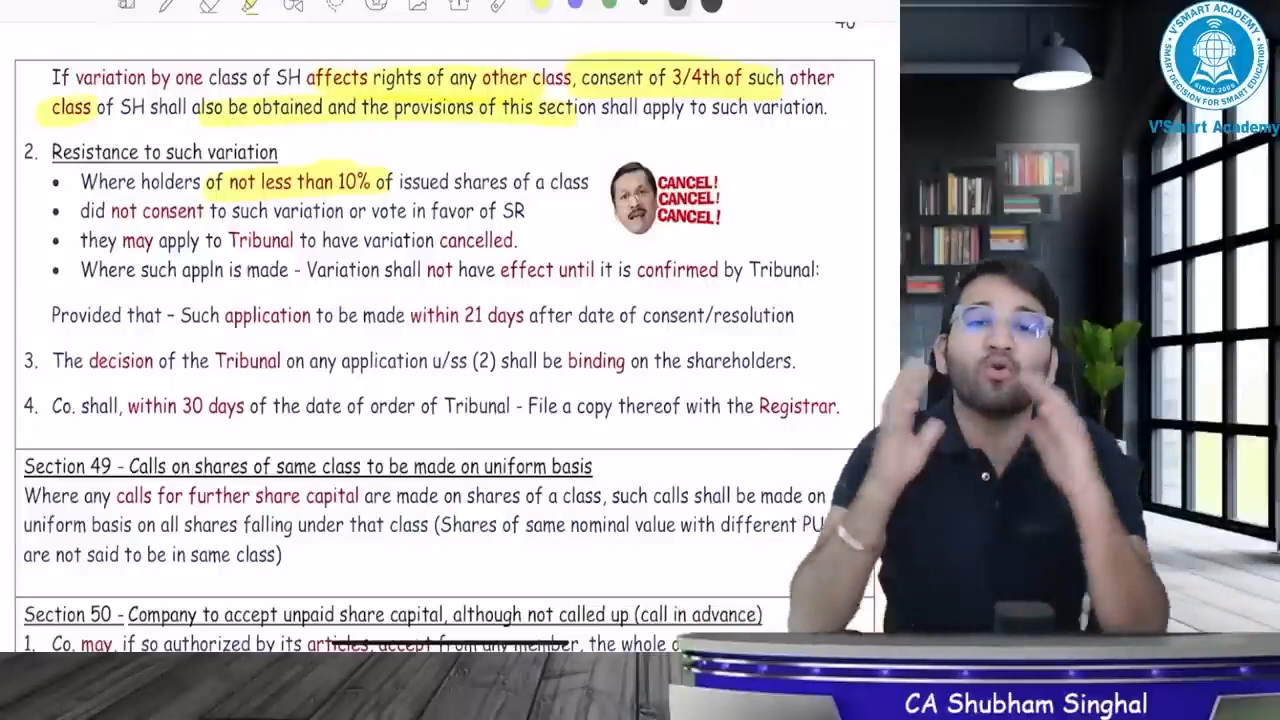 40
If variation by one class of SH affects rights of any other class, consent of 3/4th of such other
class of SH shall also be obtained and the provisions of this section shall apply to such variation.
2. Resistance to such variation
• Where holders of not less than 10% of issued shares of a class
• did not consent to such variation or vote in favor of SR
• they may apply to Tribunal to have variation cancelled.
• Where such appln is made - Variation shall not have effect until it is confirmed by Tribunal:
CANCEL!
CANCEL!
CANCEL!
Provided that – Such application to be made within 21 days after date of consent/resolution
3. The decision of the Tribunal on any application u/ss (2) shall be binding on the shareholders.
4. Co. shall, within 30 days of the date of order of Tribunal - File a copy thereof with the Registrar.
Section 49 - Calls on shares of same class to be made on uniform basis
Where any calls for further share capital are made on shares of a class, such calls shall be made on
uniform basis on all shares falling under that class (Shares of same nominal value with different PU
are not said to be in same class)
Section 50 - Company to accept unpaid share capital, although not called up (call in advance)
1. Co. may, if so authorized by its articles, accept from any member, the whole
V'SMART ACADEMY
SMART DECISION FOR SMART EDUCATION
SINCE-2009
V'Smart Academy
CA Shubham Singhal